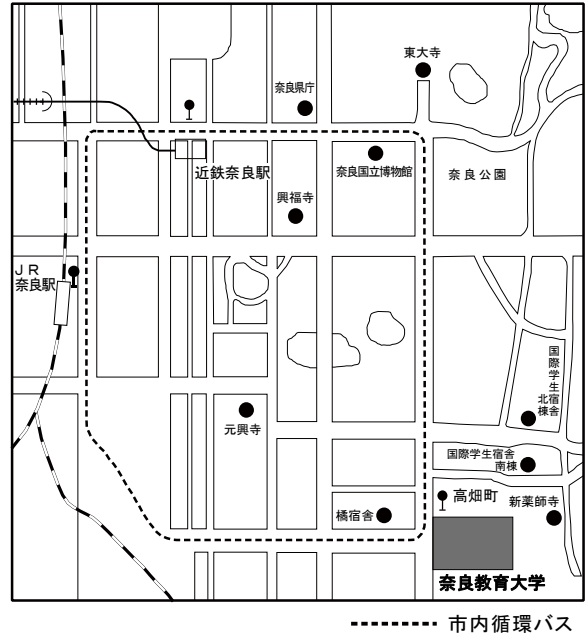 東大寺
奈良県庁
近鉄奈良駅
奈良国立博物館
奈良公園
興福寺
ＪＲ
奈良駅
国際学生
北宿
棟舎
元興寺
国際学生宿舎
南棟
高畑町
新薬師寺
橘宿舎
奈良教育大学
市内循環バス